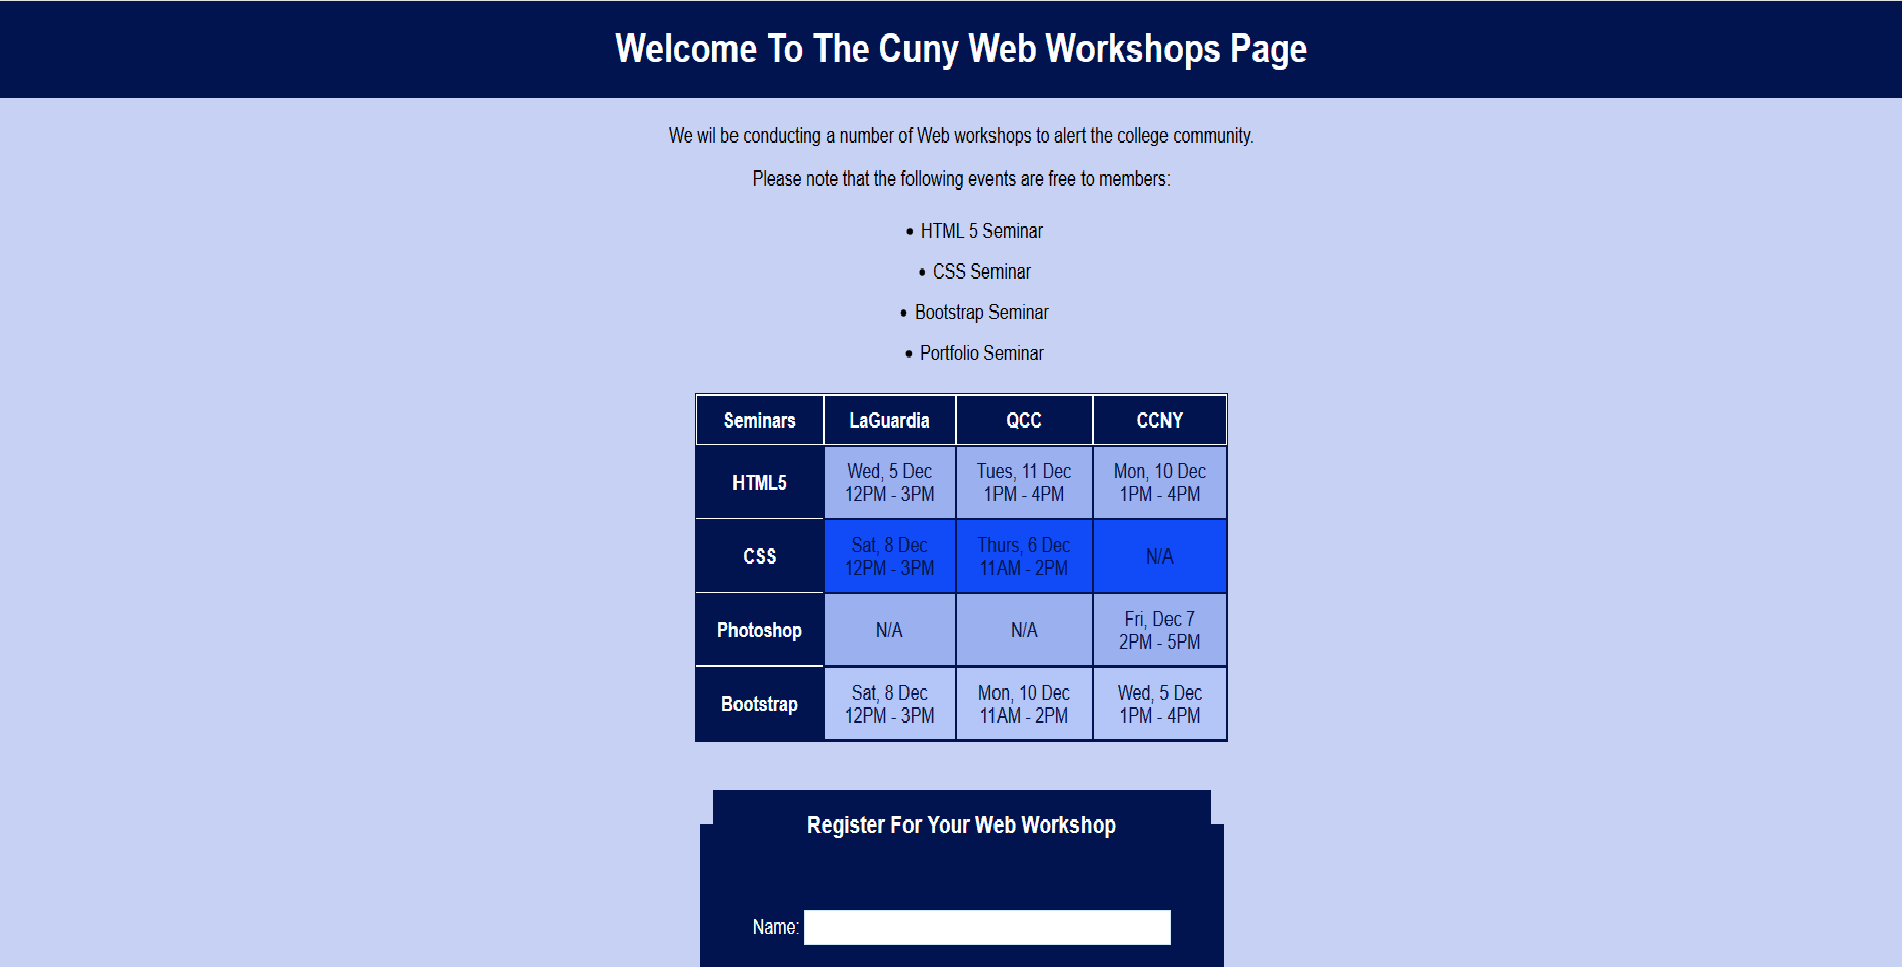 Welcome To The Cuny Web Workshops Page
We wil be conducting a number of Web workshops to alert the college community.
Please note that the following events are free to members:
• HTML 5 Seminar
• CSS Seminar
• Bootstrap Seminar
• Portfolio Seminar
Seminars LaGuardia QCC CCNY
HTML5 Wed, 5 Dec 12PM - 3PM Tues, 11 Dec 1PM - 4PM Mon, 10 Dec 1PM - 4PM
CSS Sat, 8 Dec 12PM - 3PM Thurs, 6 Dec 11AM - 2PM N/A
Photoshop N/A N/A Fri, Dec 7 2PM - 5PM
Bootstrap Sat, 8 Dec 12PM - 3PM Mon, 10 Dec 11AM - 2PM Wed, 5 Dec 1PM - 4PM
Register For Your Web Workshop
Name: